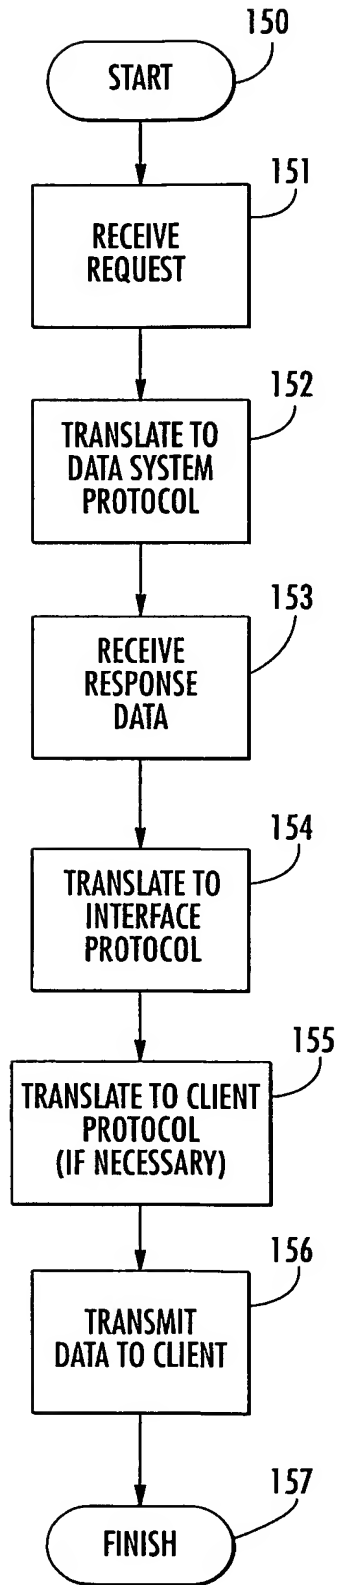 150
START
151
RECEIVE
REQUEST
152
TRANSLATE TO
DATA SYSTEM
PROTOCOL
153
RECEIVE
RESPONSE
DATA
154
TRANSLATE TO
INTERFACE
PROTOCOL
155
TRANSLATE TO CLIENT
PROTOCOL
(IF NECESSARY)
156
TRANSMIT
DATA TO CLIENT
157
FINISH